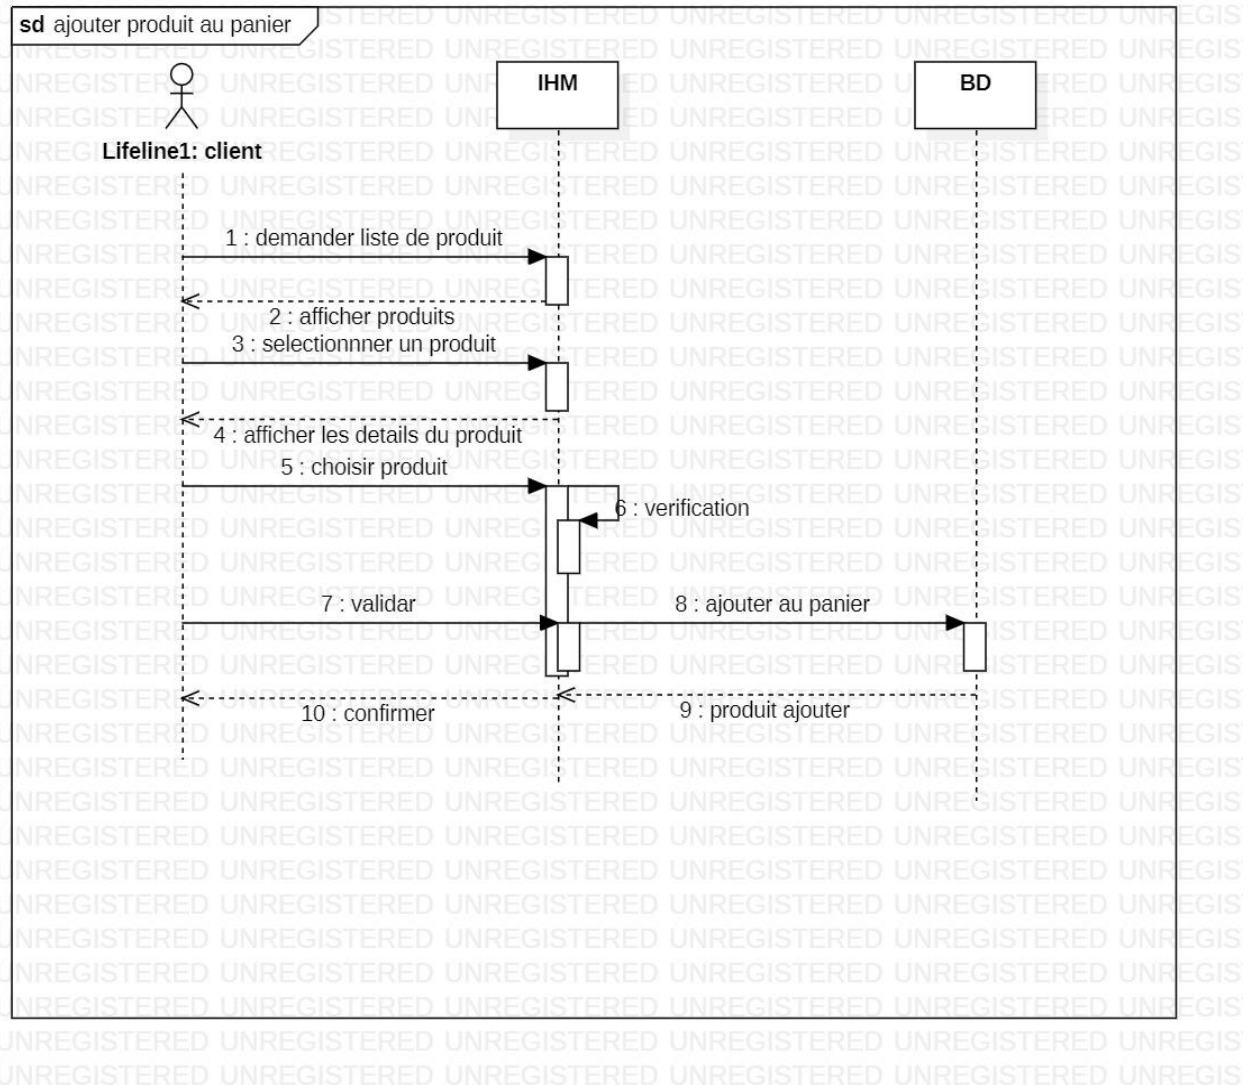 sd ajouter produit au panier
IHM
BD
Lifeline1: client
1 : demander liste de produit
2 : afficher produits
3 : selectionnner un produit
4 : afficher les details du produit
5 : choisir produit
6 : verification
7 : validar
8 : ajouter au panier
9 : produit ajouter
10 : confirmer
UNREGISTERED